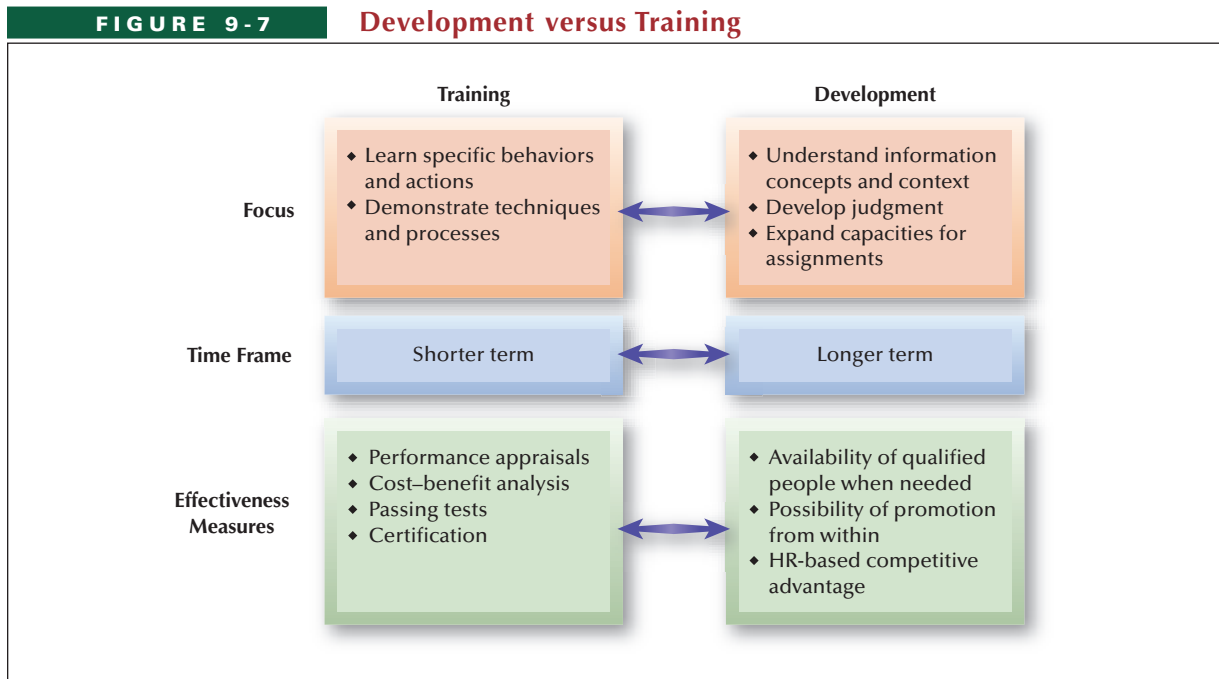 FIGURE 9-7 Development versus Training
Training
Development
Focus
◆ Learn specific behaviors
and actions
◆ Demonstrate techniques
and processes
◆ Understand information
concepts and context
◆ Develop judgment
◆ Expand capacities for
assignments
Time Frame
Shorter term
Longer term
Effectiveness
Measures
◆ Performance appraisals
◆ Cost–benefit analysis
◆ Passing tests
◆ Certification
◆ Availability of qualified
people when needed
◆ Possibility of promotion
from within
◆ HR-based competitive
advantage